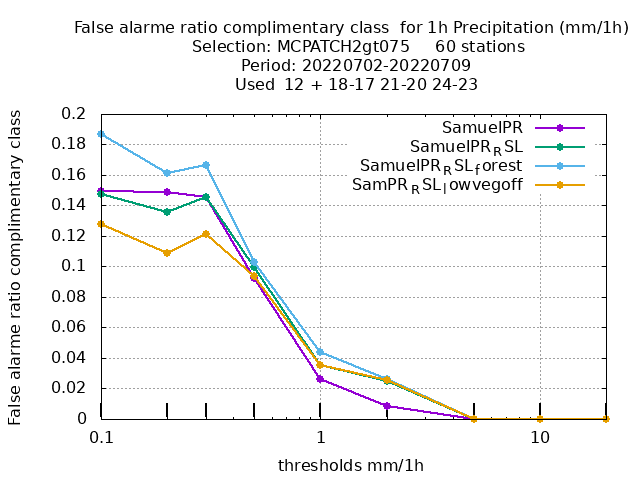 False alarme ratio complimentary class  for 1h Precipitation (mm/1h)
Selection: MCPATCH2gt075     60 stations
Period: 20220702-20220709
Used  12 + 18-17 21-20 24-23
False alarme ratio complimentary class
0.2
0.18
0.16
0.14
0.12
0.1
0.08
0.06
0.04
0.02
0
SamuelPR
SamuelPR_RSL
SamuelPR_RSL_forest
SamPR_RSL_lowvegoff
0.1 1 10
thresholds mm/1h